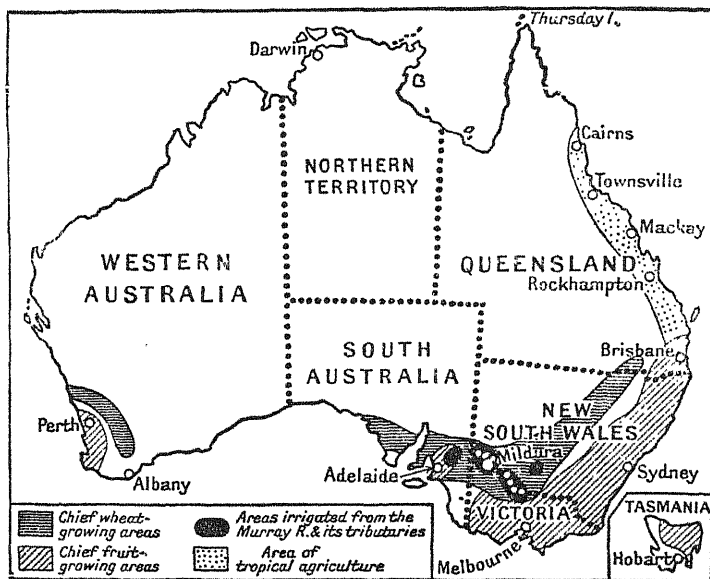 Thursday I.
Darwin
Cairns
NORTHERN
TERRITORY
Townsville
Mackay
WESTERN
AUSTRALIA
QUEENSLAND
Rockhampton
SOUTH
AUSTRALIA
Brisbane
NEW
SOUTH WALES
Perth
Mildura
Adelaide
Sydney
Albany
VICTORIA
Melbourne
TASMANIA
Hobart
Chief wheat-
growing areas
Areas irrigated from the
Murray R. & its tributaries
Chief fruit-
growing areas
Area of
tropical agriculture